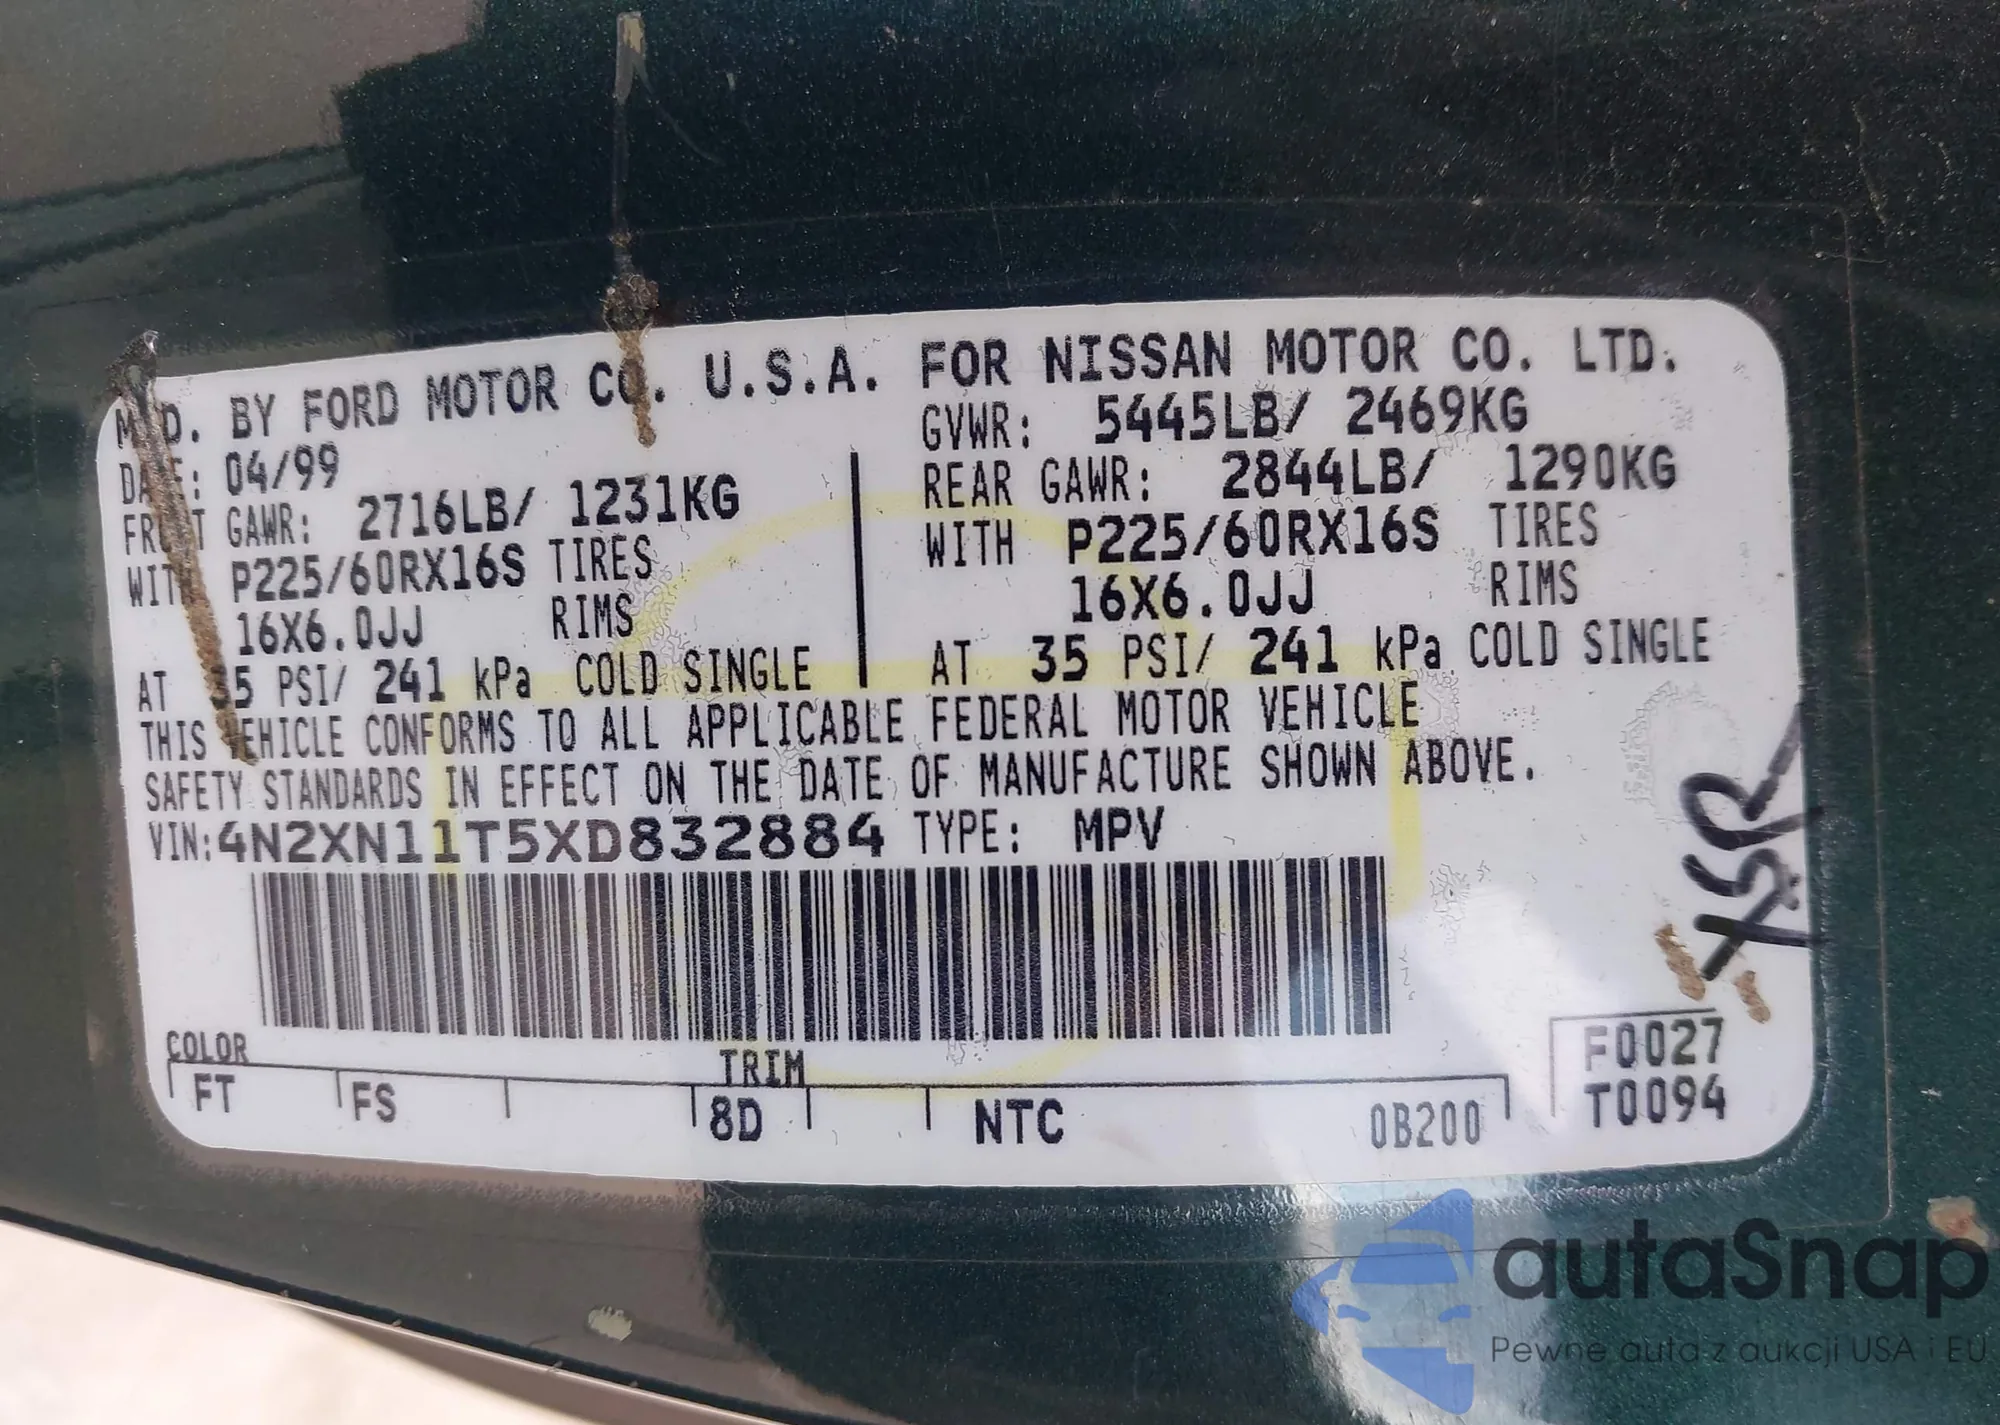 MFD. BY FORD MOTOR CO. U.S.A. FOR NISSAN MOTOR CO. LTD.
DATE: 04/99 GVWR: 5445LB/ 2469KG
FRONT GAWR: 2716LB/ 1231KG REAR GAWR: 2844LB/ 1290KG
WITH P225/60RX16S TIRES WITH P225/60RX16S TIRES
16X6.0JJ RIMS 16X6.0JJ RIMS
AT 35 PSI/ 241 kPa COLD SINGLE AT 35 PSI/ 241 kPa COLD SINGLE
THIS VEHICLE CONFORMS TO ALL APPLICABLE FEDERAL MOTOR VEHICLE
SAFETY STANDARDS IN EFFECT ON THE DATE OF MANUFACTURE SHOWN ABOVE.
VIN:4N2XN11T5XD832884 TYPE: MPV
COLOR TRIM
FT FS 8D NTC 0B200
F0027
T0094
autaSnap
Pewne auta z aukcji USA i EU